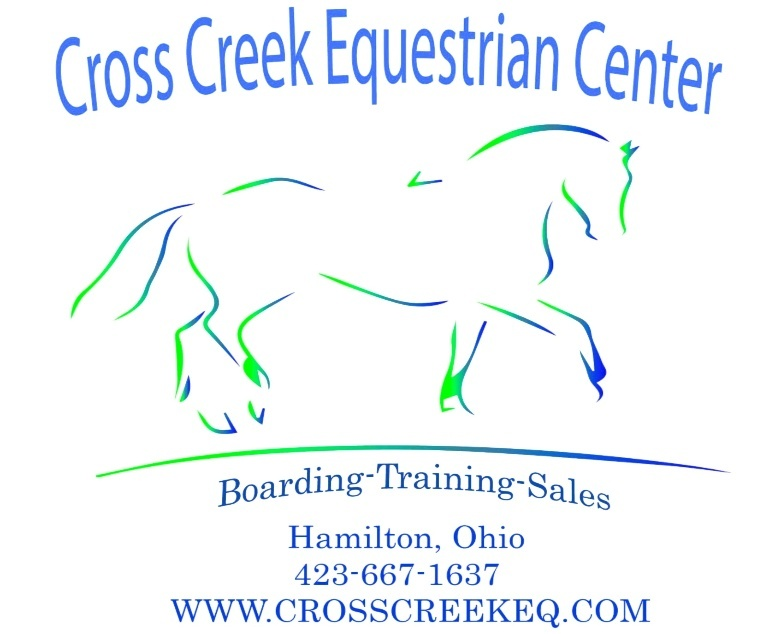 Cross Creek Equestrian Center
Boarding-Training-Sales
Hamilton, Ohio
423-667-1637
WWW.CROSSCREEKEQ.COM